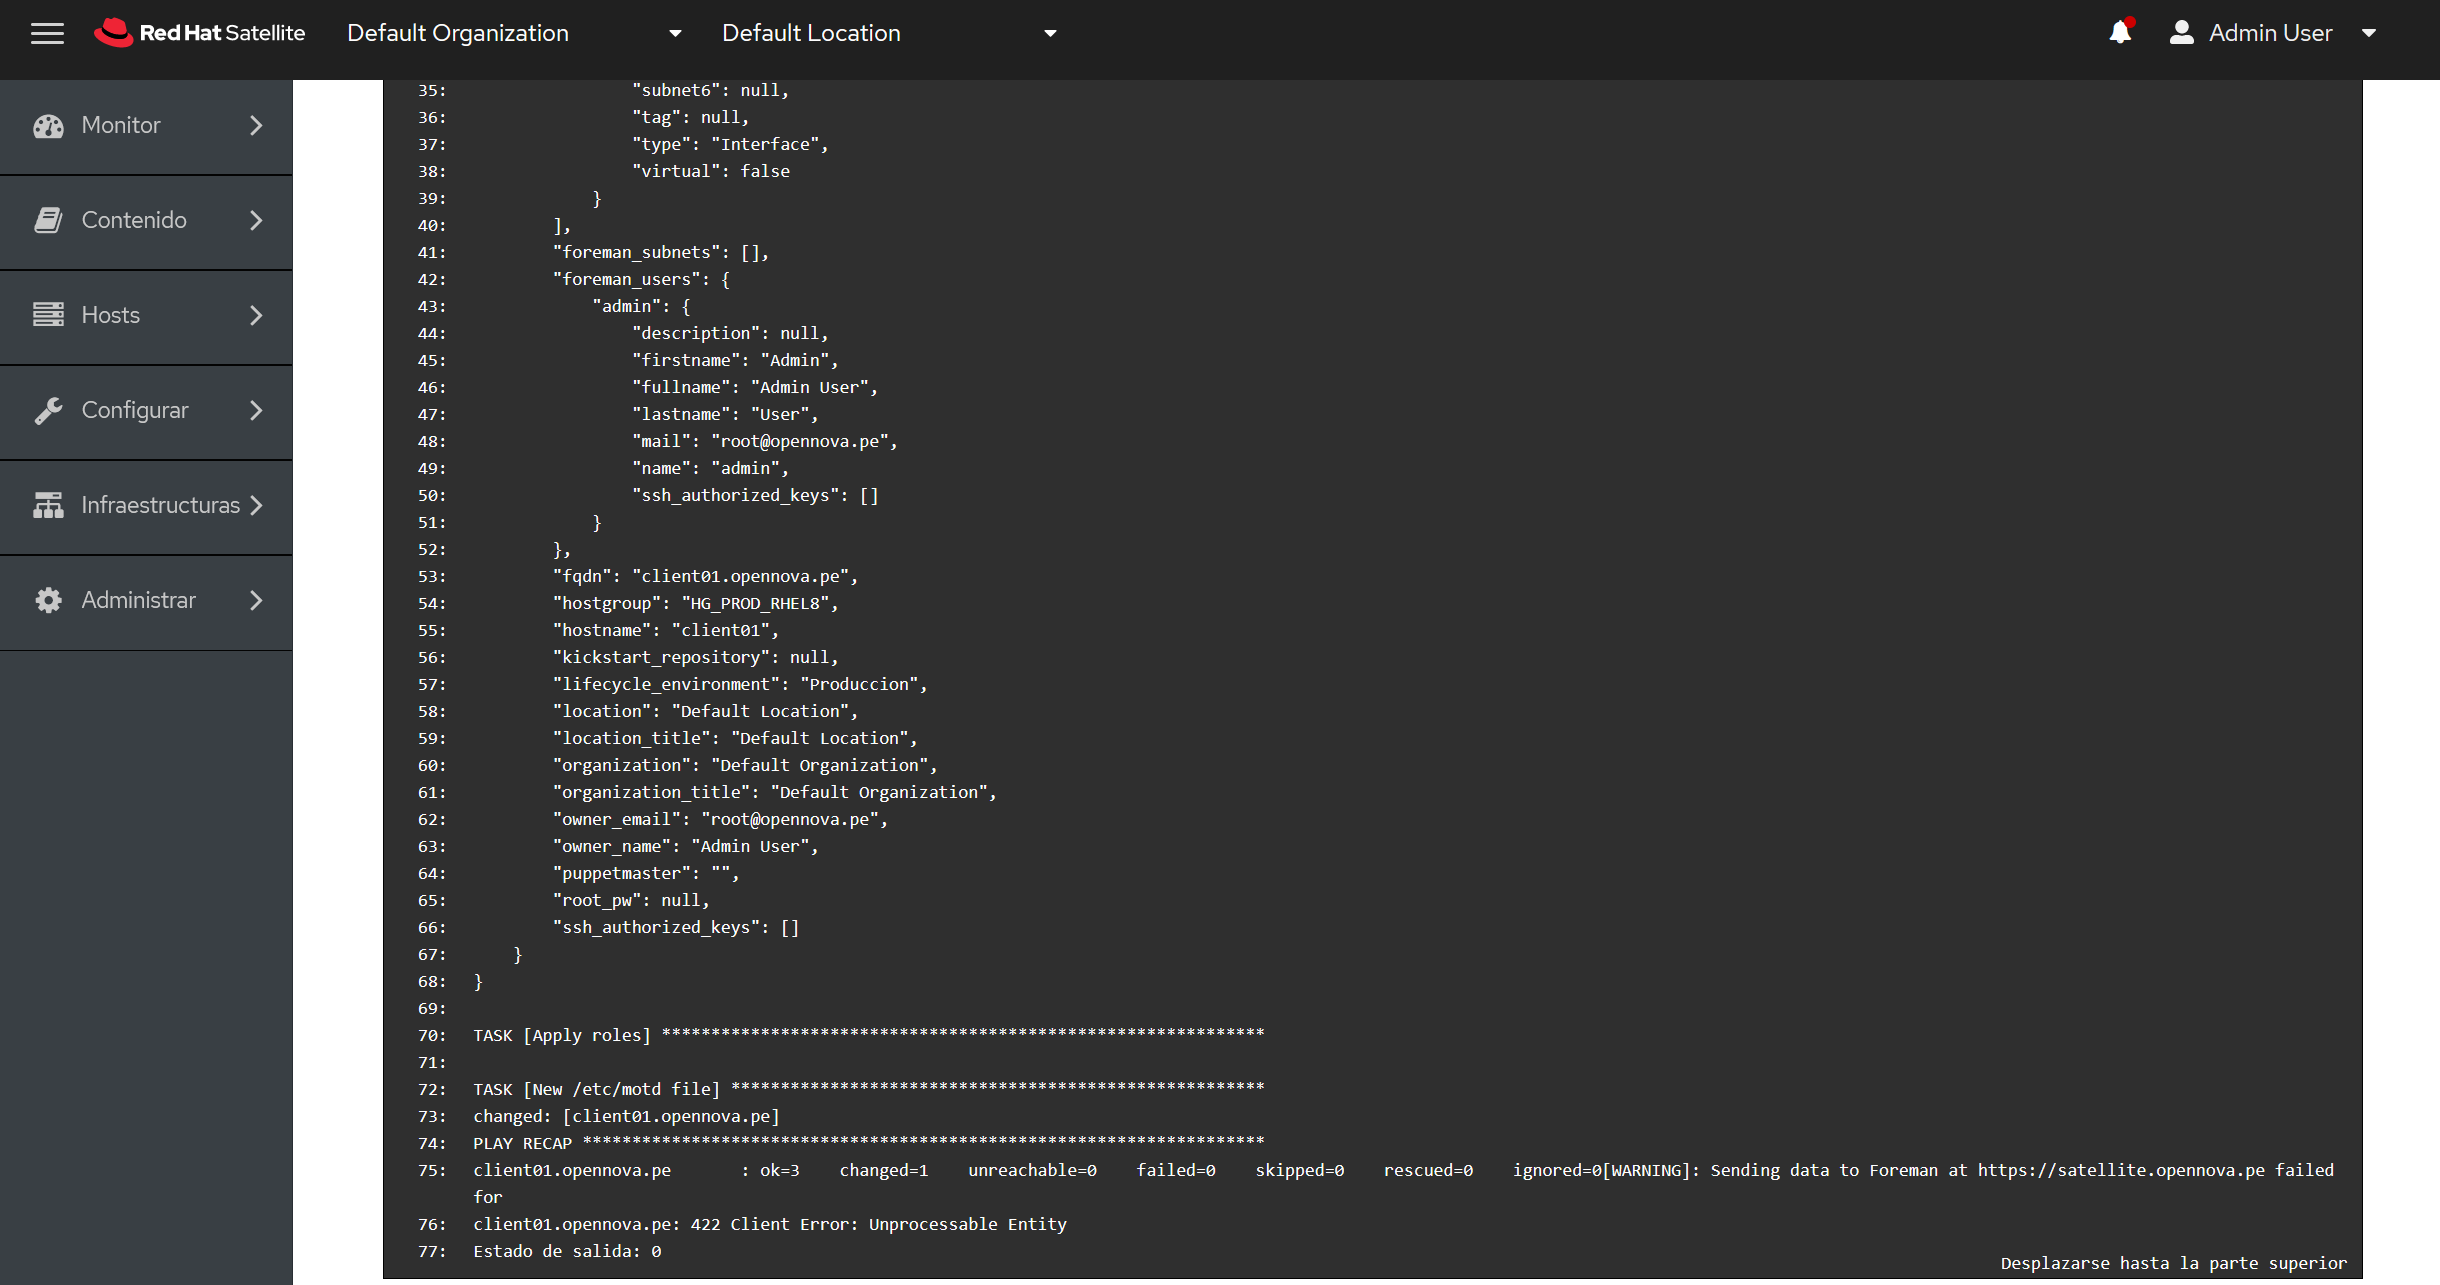 Red Hat Satellite Default Organization Default Location Admin User
Monitor
Contenido
Hosts
Configurar
Infraestructuras
Administrar
35: "subnet6": null,
36: "tag": null,
37: "type": "Interface",
38: "virtual": false
39: }
40: ],
41: "foreman_subnets": [],
42: "foreman_users": {
43: "admin": {
44: "description": null,
45: "firstname": "Admin",
46: "fullname": "Admin User",
47: "lastname": "User",
48: "mail": "root@opennova.pe",
49: "name": "admin",
50: "ssh_authorized_keys": []
51: }
52: },
53: "fqdn": "client01.opennova.pe",
54: "hostgroup": "HG_PROD_RHEL8",
55: "hostname": "client01",
56: "kickstart_repository": null,
57: "lifecycle_environment": "Produccion",
58: "location": "Default Location",
59: "location_title": "Default Location",
60: "organization": "Default Organization",
61: "organization_title": "Default Organization",
62: "owner_email": "root@opennova.pe",
63: "owner_name": "Admin User",
64: "puppetmaster": "",
65: "root_pw": null,
66: "ssh_authorized_keys": []
67: }
68: }
69:
70: TASK [Apply roles] *************************************************************
71:
72: TASK [New /etc/motd file] ******************************************************
73: changed: [client01.opennova.pe]
74: PLAY RECAP *********************************************************************
75: client01.opennova.pe : ok=3 changed=1 unreachable=0 failed=0 skipped=0 rescued=0 ignored=0[WARNING]: Sending data to Foreman at https://satellite.opennova.pe failed
for
76: client01.opennova.pe: 422 Client Error: Unprocessable Entity
77: Estado de salida: 0
Desplazarse hasta la parte superior